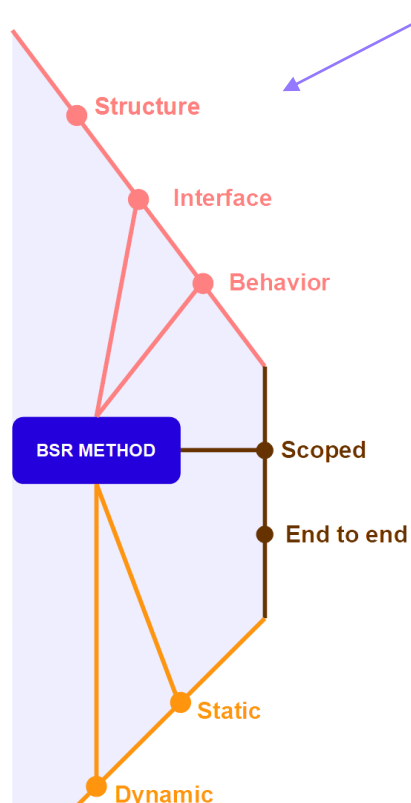 Structure
Interface
Behavior
BSR METHOD
Scoped
End to end
Static
Dynamic